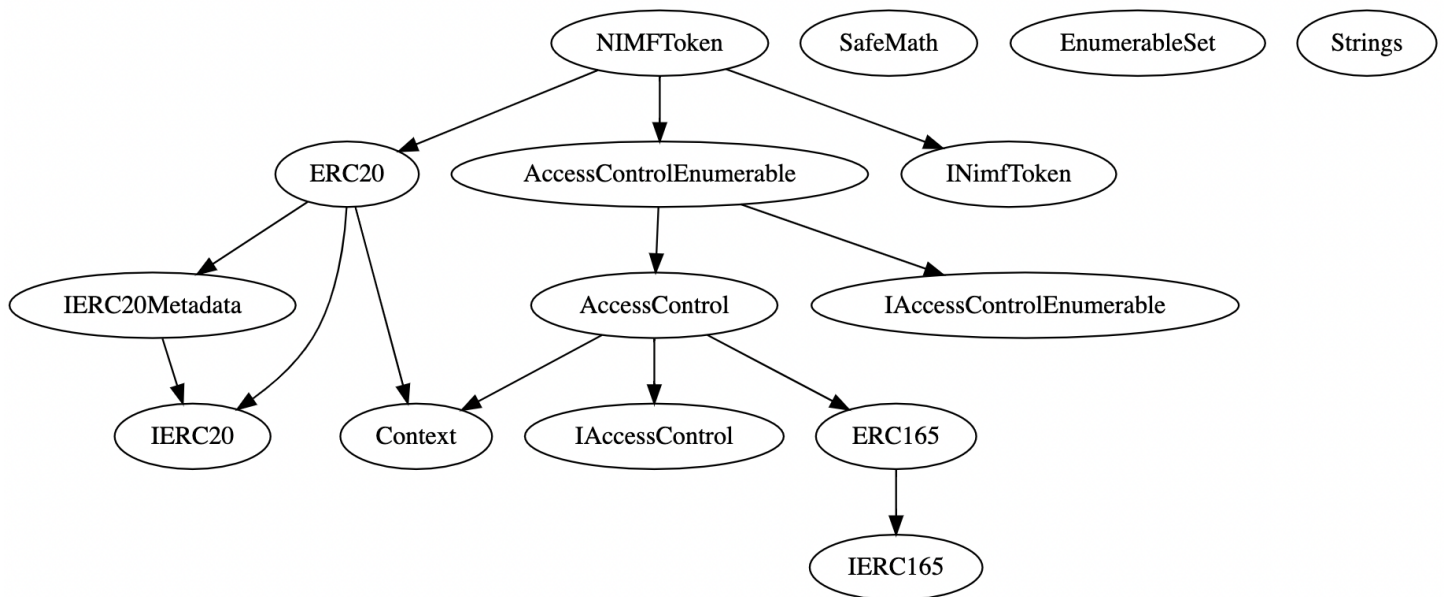 NIMFToken
SafeMath
EnumerableSet
Strings
ERC20
AccessControlEnumerable
INimfToken
IERC20Metadata
AccessControl
IAccessControlEnumerable
IERC20
Context
IAccessControl
ERC165
IERC165